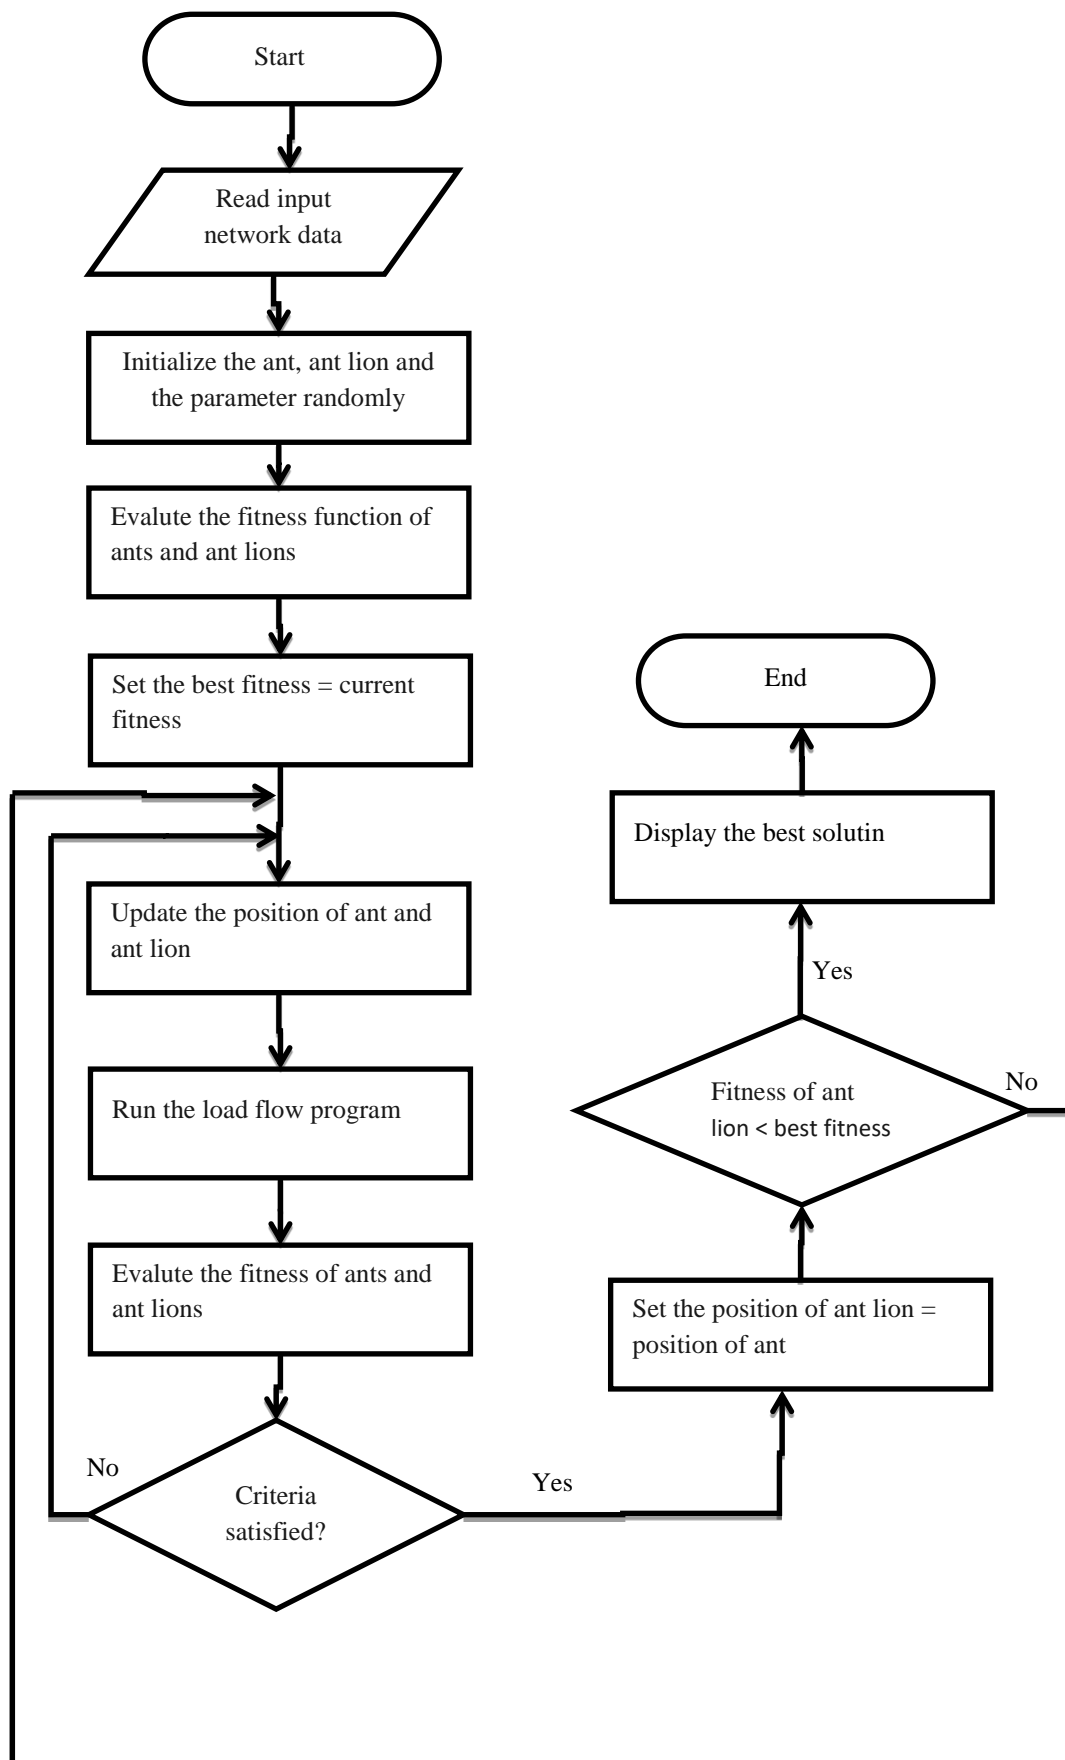 Start
Read input
network data
Initialize the ant, ant lion and
the parameter randomly
Evalute the fitness function of
ants and ant lions
Set the best fitness = current
fitness
Update the position of ant and
ant lion
Run the load flow program
Evalute the fitness of ants and
ant lions
Criteria
satisfied?
No
Yes
Set the position of ant lion =
position of ant
Fitness of ant
lion < best fitness
No
Yes
Display the best solutin
End